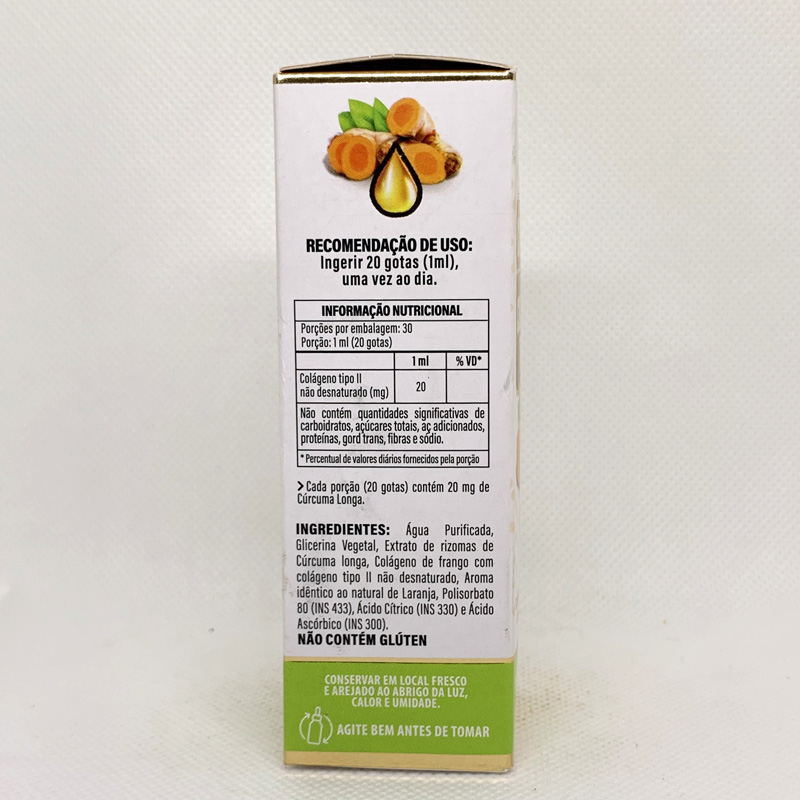 RECOMENDAÇÃO DE USO:
Ingerir 20 gotas (1ml),
uma vez ao dia.
INFORMAÇÃO NUTRICIONAL
Porções por embalagem: 30
Porção: 1 ml (20 gotas)
1 ml % VD*
Colágeno tipo II
não desnaturado (mg) 20
Não contém quantidades significativas de
carboidratos, açúcares totais, aç adicionados,
proteínas, gord trans, fibras e sódio.
* Percentual de valores diários fornecidos pela porção
> Cada porção (20 gotas) contém 20 mg de
Cúrcuma Longa.
INGREDIENTES: Água Purificada,
Glicerina Vegetal, Extrato de rizomas de
Cúrcuma longa, Colágeno de frango com
colágeno tipo II não desnaturado, Aroma
idêntico ao natural de Laranja, Polisorbato
80 (INS 433), Ácido Cítrico (INS 330) e Ácido
Ascórbico (INS 300).
NÃO CONTÉM GLÚTEN
CONSERVAR EM LOCAL FRESCO
E AREJADO AO ABRIGO DA LUZ,
CALOR E UMIDADE.
AGITE BEM ANTES DE TOMAR